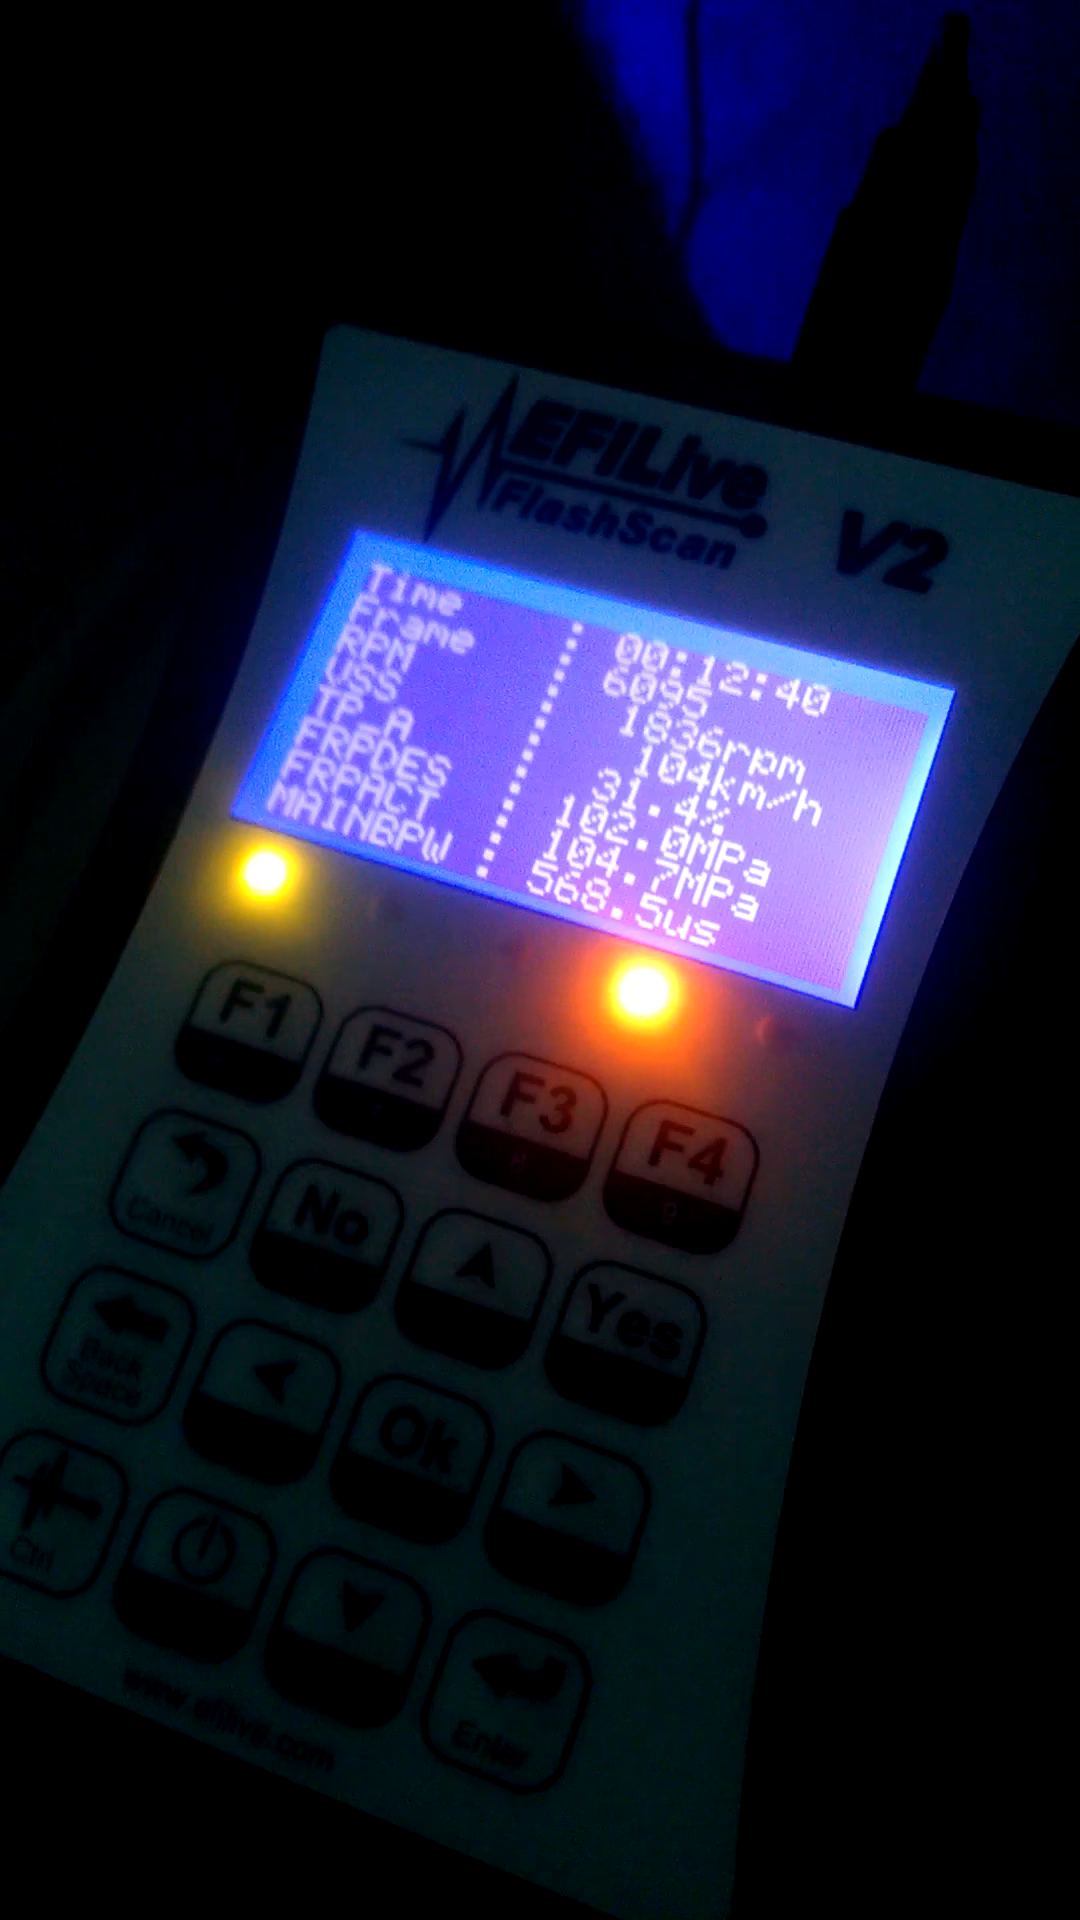 EFILive
FlashScan V2
Time : 00:12:40
Frame : 6095
RPM : 1836rpm
VSS : 104km/h
TP_A : 31.4%
FRPDES : 102.0MPa
FRPACT : 104.7MPa
MAINBPW : 568.5us
F1 F2 F3 F4
Cancel No Yes
Back
Space Ok
Ctrl
Enter
www.efilive.com